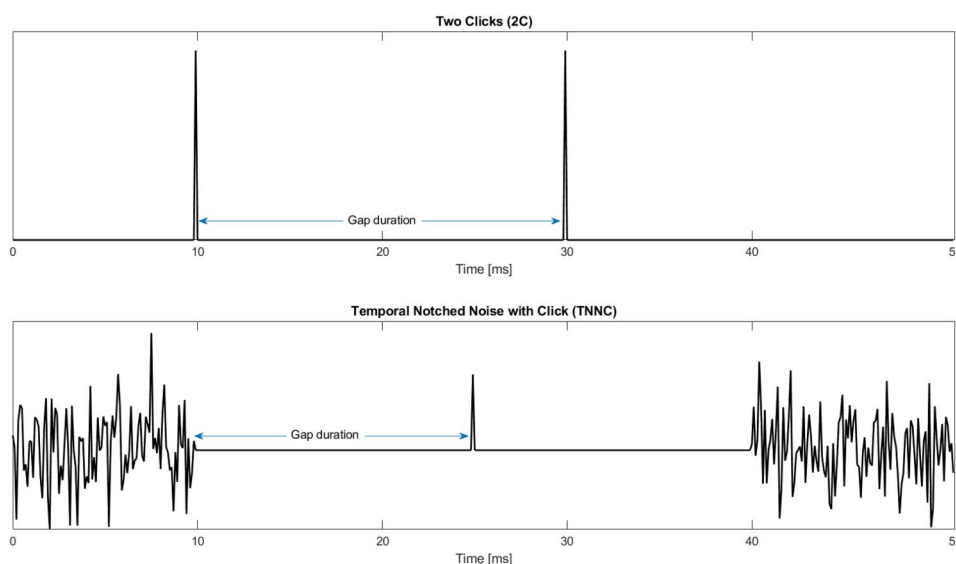 Two Clicks (2C)
Gap duration
0 10 20 30 40 5
Time [ms]
Temporal Notched Noise with Click (TNNC)
Gap duration
0 10 20 30 40 5
Time [ms]